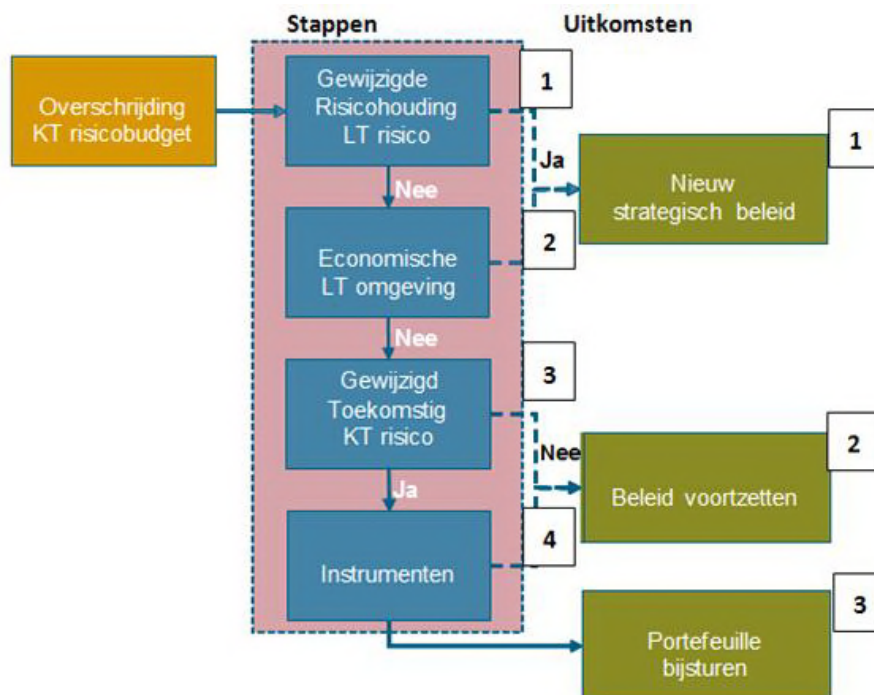 Stappen
Uitkomsten
Overschrijding
KT risicobudget
Gewijzigde
Risicohouding
LT risico
1
Ja
Nieuw
strategisch beleid
1
Nee
Economische
LT omgeving
2
Nee
Gewijzigd
Toekomstig
KT risico
3
Nee
Beleid voortzetten
2
Ja
Instrumenten
4
Portefeuille
bijsturen
3